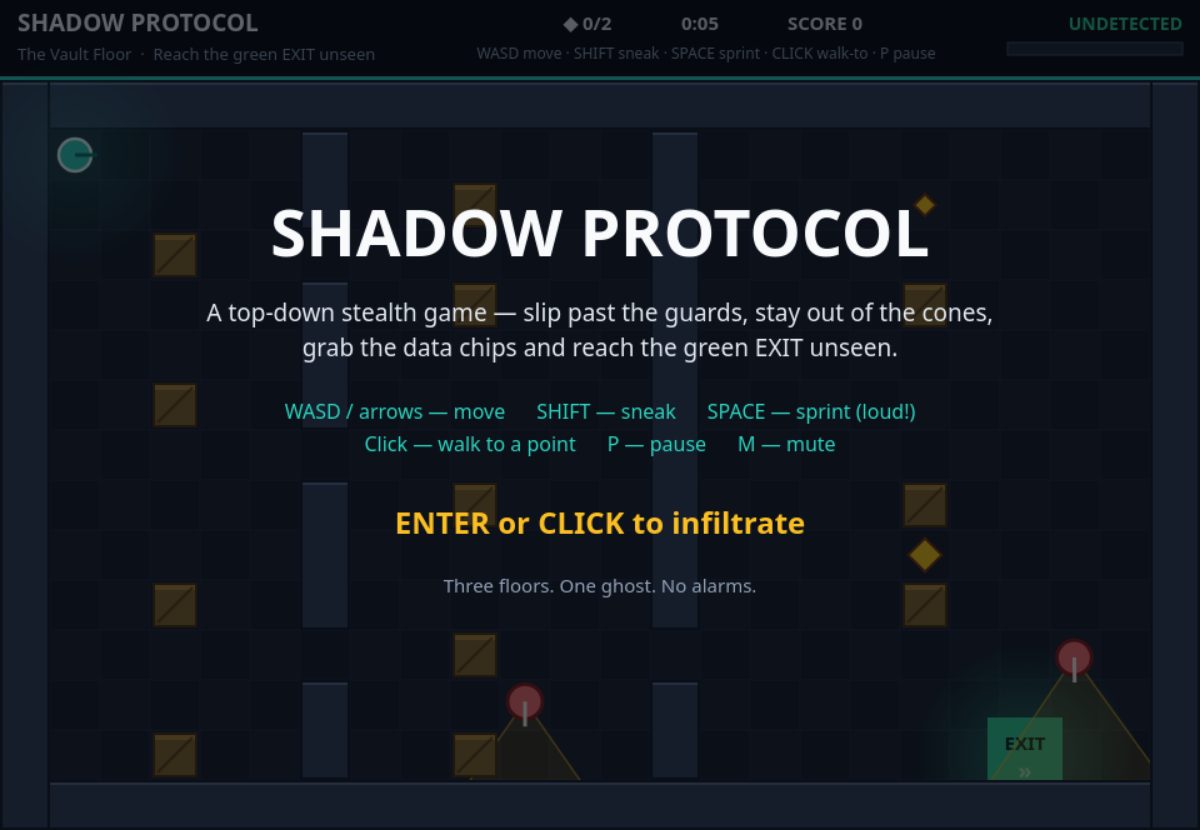 SHADOW PROTOCOL
◆ 0/2
0:05
SCORE 0
UNDETECTED
The Vault Floor · Reach the green EXIT unseen
WASD move · SHIFT sneak · SPACE sprint · CLICK walk-to · P pause
SHADOW PROTOCOL
A top-down stealth game — slip past the guards, stay out of the cones,
grab the data chips and reach the green EXIT unseen.
WASD / arrows — move SHIFT — sneak SPACE — sprint (loud!)
Click — walk to a point P — pause M — mute
ENTER or CLICK to infiltrate
Three floors. One ghost. No alarms.
EXIT
»